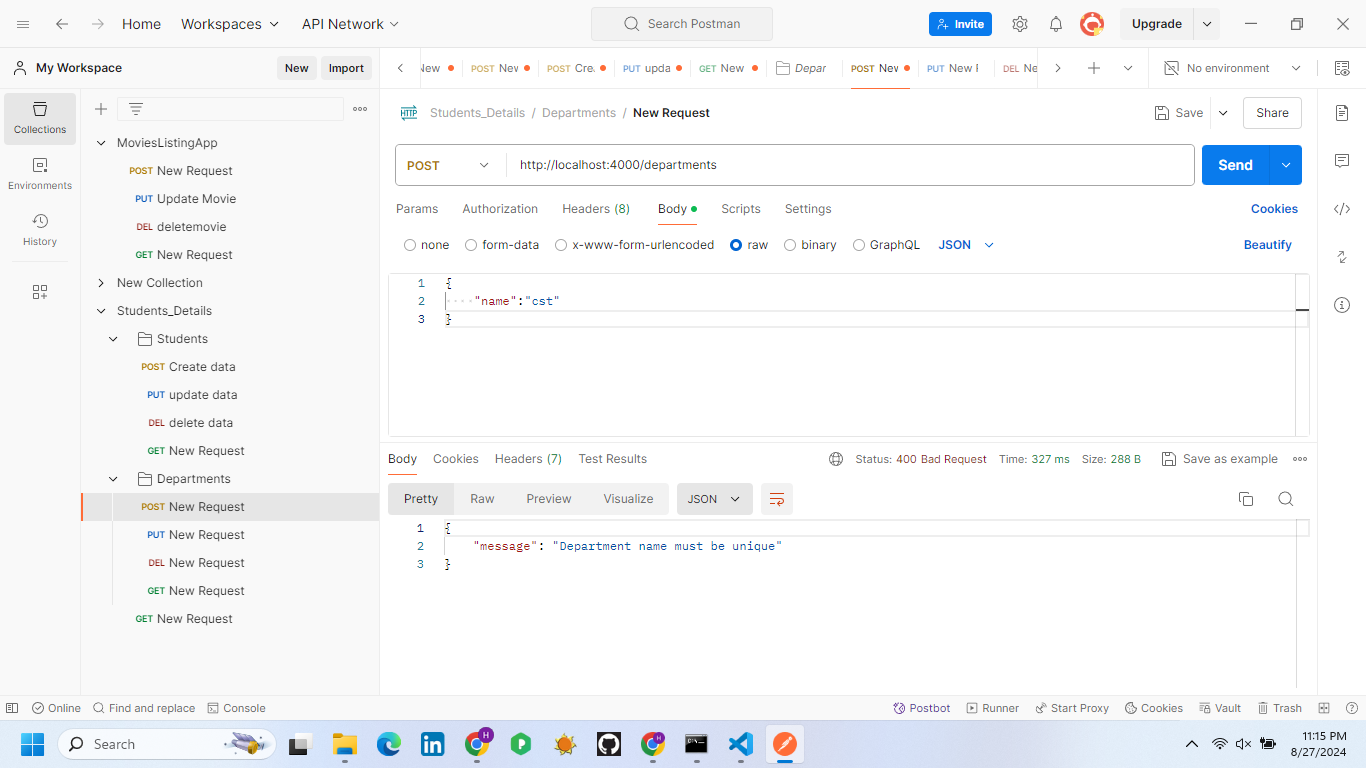 Home
Workspaces
API Network
Search Postman
Invite
Upgrade
My Workspace
New
Import
New
POST New
POST Cre
PUT upda
GET New
Depar
POST New
PUT New
DEL Ne
No environment
Collections
Environments
History
MoviesListingApp
POST New Request
PUT Update Movie
DEL deletemovie
GET New Request
New Collection
Students_Details
Students
POST Create data
PUT update data
DEL delete data
GET New Request
Departments
POST New Request
PUT New Request
DEL New Request
GET New Request
GET New Request
HTTP Students_Details / Departments / New Request
Save
Share
POST http://localhost:4000/departments
Send
Params Authorization Headers (8) Body Scripts Settings
Cookies
none form-data x-www-form-urlencoded raw binary GraphQL JSON
Beautify
1 {
2 ····"name":"cst"
3 }
Body Cookies Headers (7) Test Results
Status: 400 Bad Request Time: 327 ms Size: 288 B
Save as example
Pretty Raw Preview Visualize JSON
1 {
2 "message": "Department name must be unique"
3 }
Online Find and replace Console
Postbot Runner Start Proxy Cookies Vault Trash
Search
H
H
11:15 PM
8/27/2024